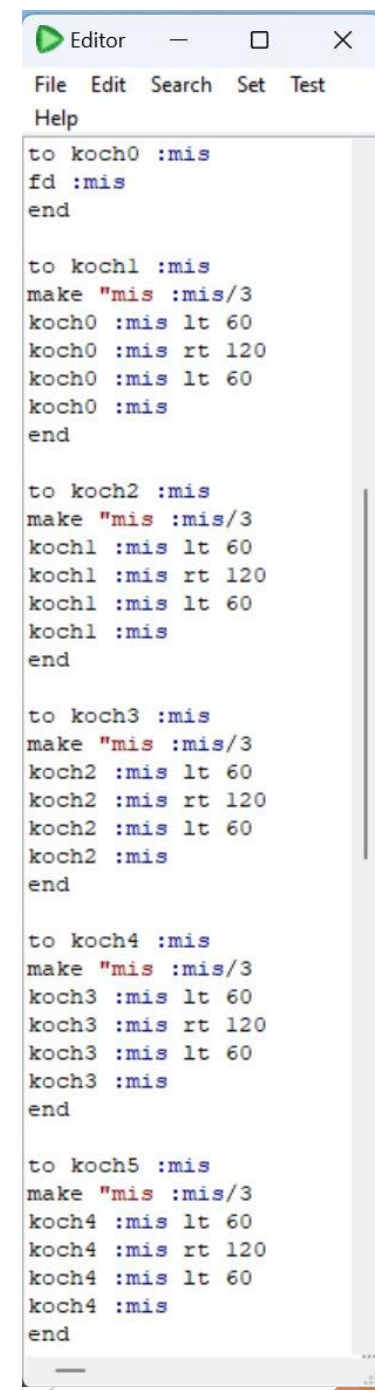 Editor
File Edit Search Set Test
Help
to koch0 :mis
fd :mis
end
to koch1 :mis
make "mis :mis/3
koch0 :mis lt 60
koch0 :mis rt 120
koch0 :mis lt 60
koch0 :mis
end
to koch2 :mis
make "mis :mis/3
koch1 :mis lt 60
koch1 :mis rt 120
koch1 :mis lt 60
koch1 :mis
end
to koch3 :mis
make "mis :mis/3
koch2 :mis lt 60
koch2 :mis rt 120
koch2 :mis lt 60
koch2 :mis
end
to koch4 :mis
make "mis :mis/3
koch3 :mis lt 60
koch3 :mis rt 120
koch3 :mis lt 60
koch3 :mis
end
to koch5 :mis
make "mis :mis/3
koch4 :mis lt 60
koch4 :mis rt 120
koch4 :mis lt 60
koch4 :mis
end